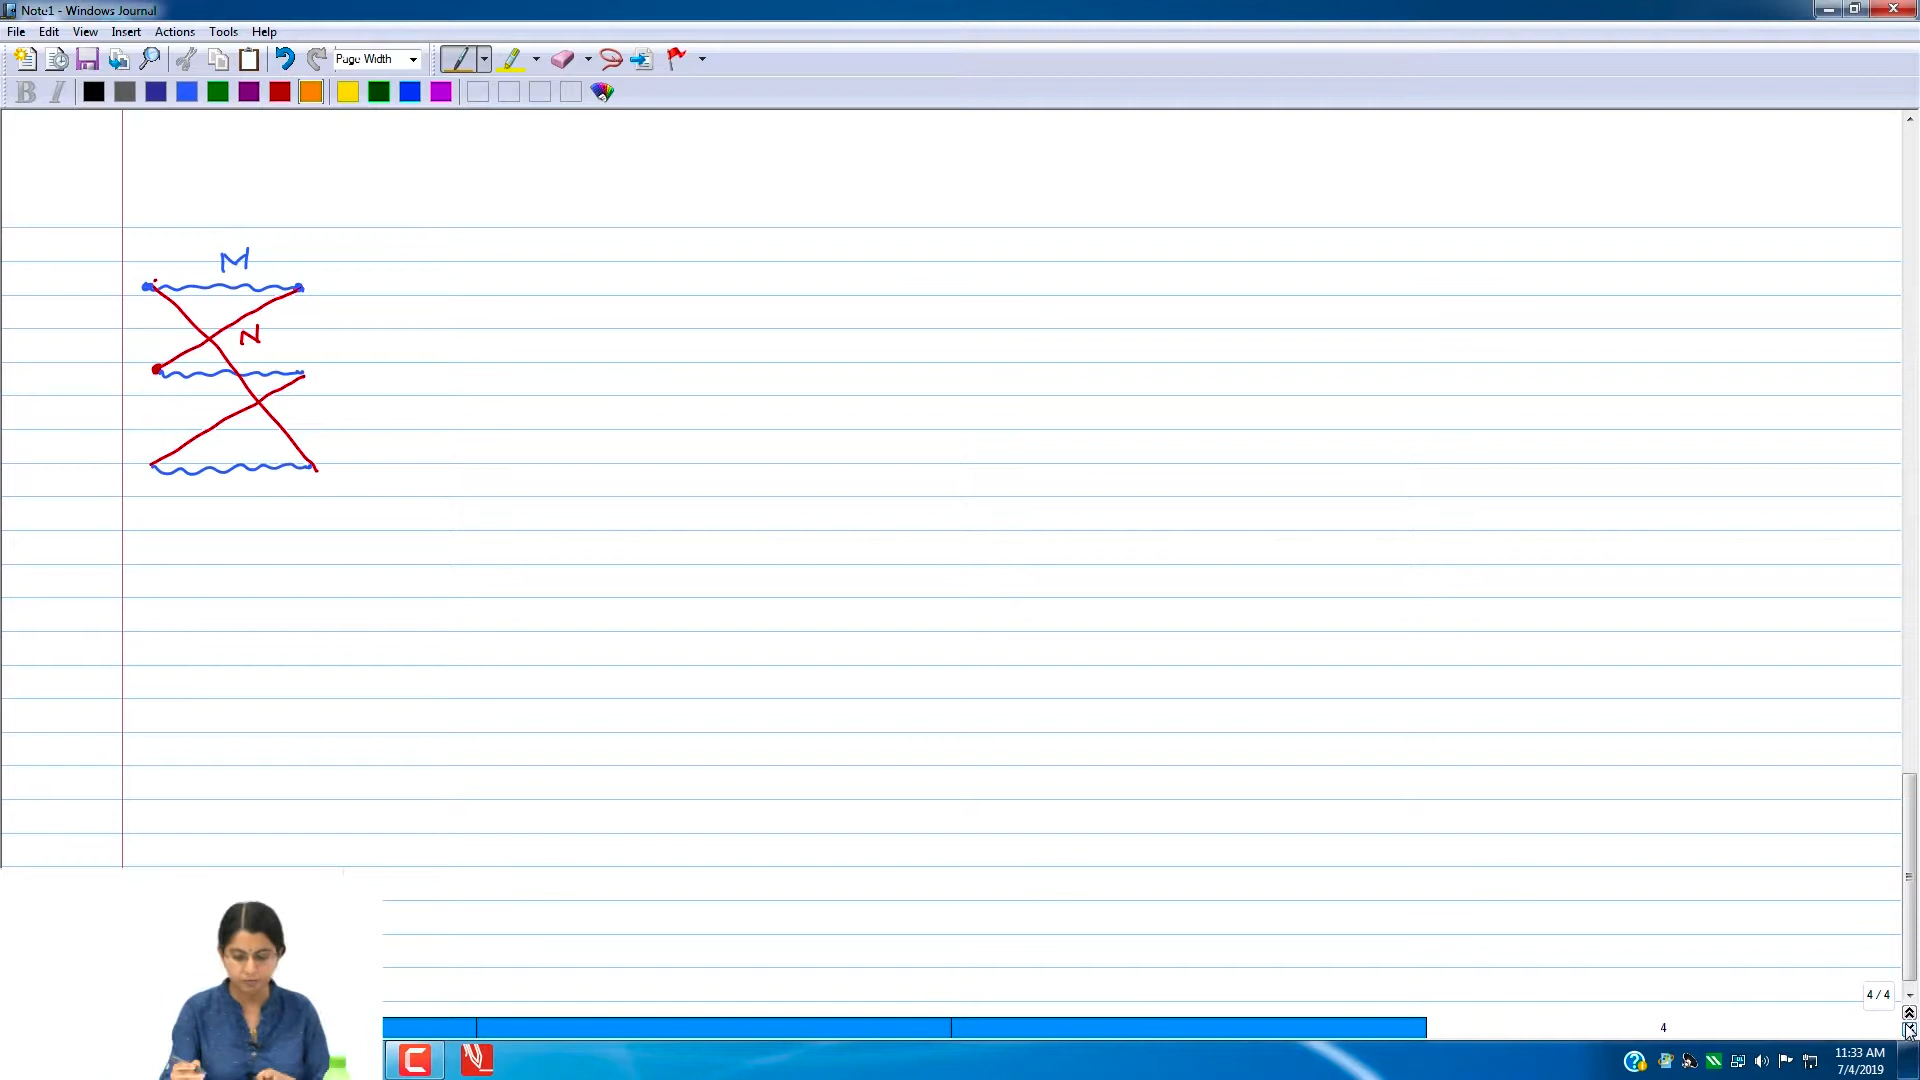 Note1 - Windows Journal
File Edit View Insert Actions Tools Help
Page Width
B I
M
N
4 / 4
4
11:33 AM
7/4/2019